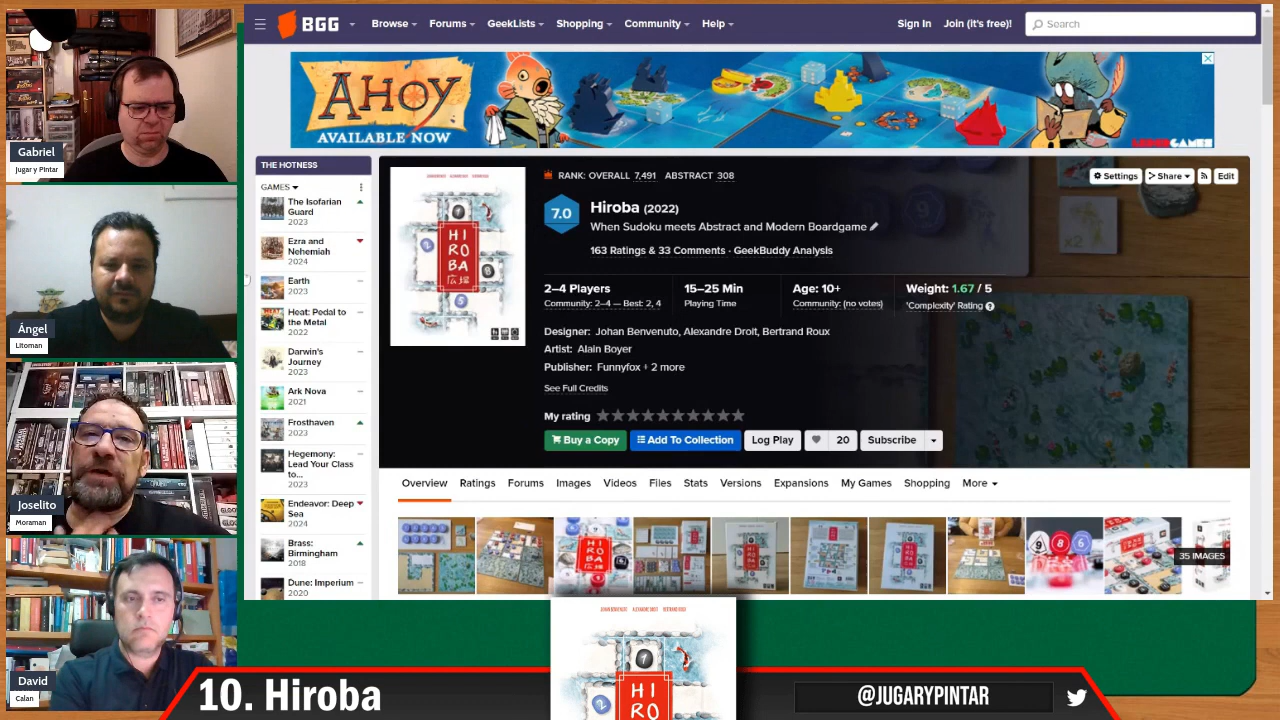 BGG
Browse
Forums
GeekLists
Shopping
Community
Help
Sign In
Join (it's free)!
Search
AHOY
AVAILABLE NOW
THE HOTNESS
GAMES
The Isofarian Guard
2023
Ezra and Nehemiah
2024
Earth
2023
Heat: Pedal to the Metal
2022
Darwin's Journey
2023
Ark Nova
2021
Frosthaven
2023
Hegemony: Lead Your Class to...
2023
Endeavor: Deep Sea
2024
Brass: Birmingham
2018
Dune: Imperium
2020
RANK: OVERALL 7,491 ABSTRACT 308
Settings
Share
Edit
7.0
Hiroba (2022)
When Sudoku meets Abstract and Modern Boardgame
163 Ratings & 33 Comments · GeekBuddy Analysis
2–4 Players
Community: 2–4 — Best: 2, 4
15–25 Min
Playing Time
Age: 10+
Community: (no votes)
Weight: 1.67 / 5
'Complexity' Rating
Designer: Johan Benvenuto, Alexandre Droit, Bertrand Roux
Artist: Alain Boyer
Publisher: Funnyfox + 2 more
See Full Credits
My rating
Buy a Copy
Add To Collection
Log Play
20
Subscribe
HI
RO
BA
広場
x2
Overview
Ratings
Forums
Images
Videos
Files
Stats
Versions
Expansions
My Games
Shopping
More
35 IMAGES
Gabriel
Jugar y Pintar
Ángel
Litoman
Joselito
Moraman
David
Calan
10. Hiroba
HI
RO
@JUGARYPINTAR